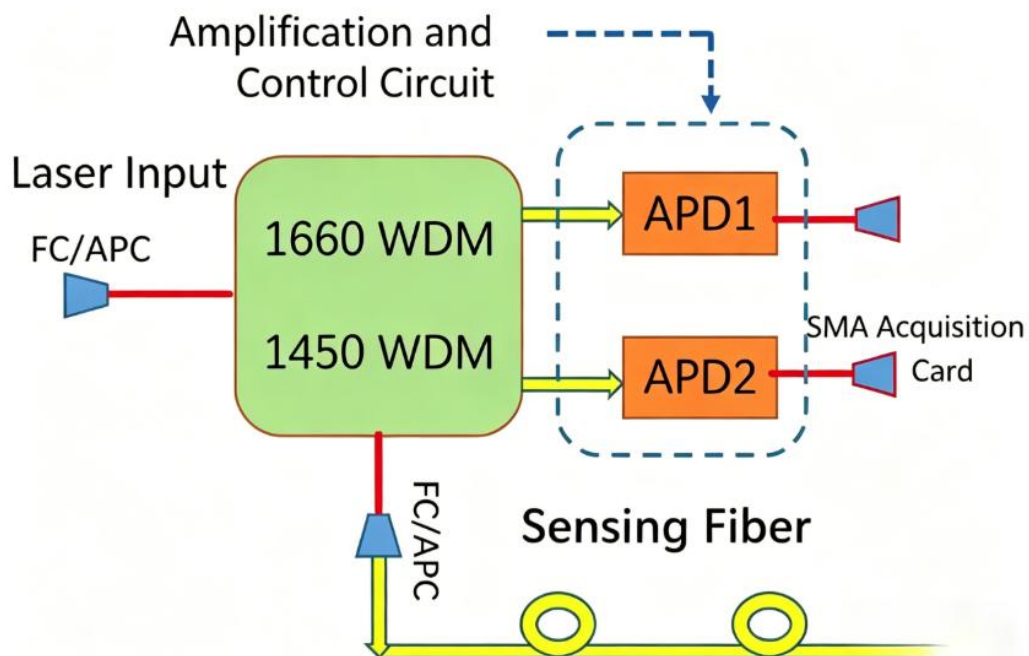 Amplification and
Control Circuit
Laser Input
FC/APC
1660 WDM
1450 WDM
APD1
APD2
SMA Acquisition
Card
FC/APC
Sensing Fiber